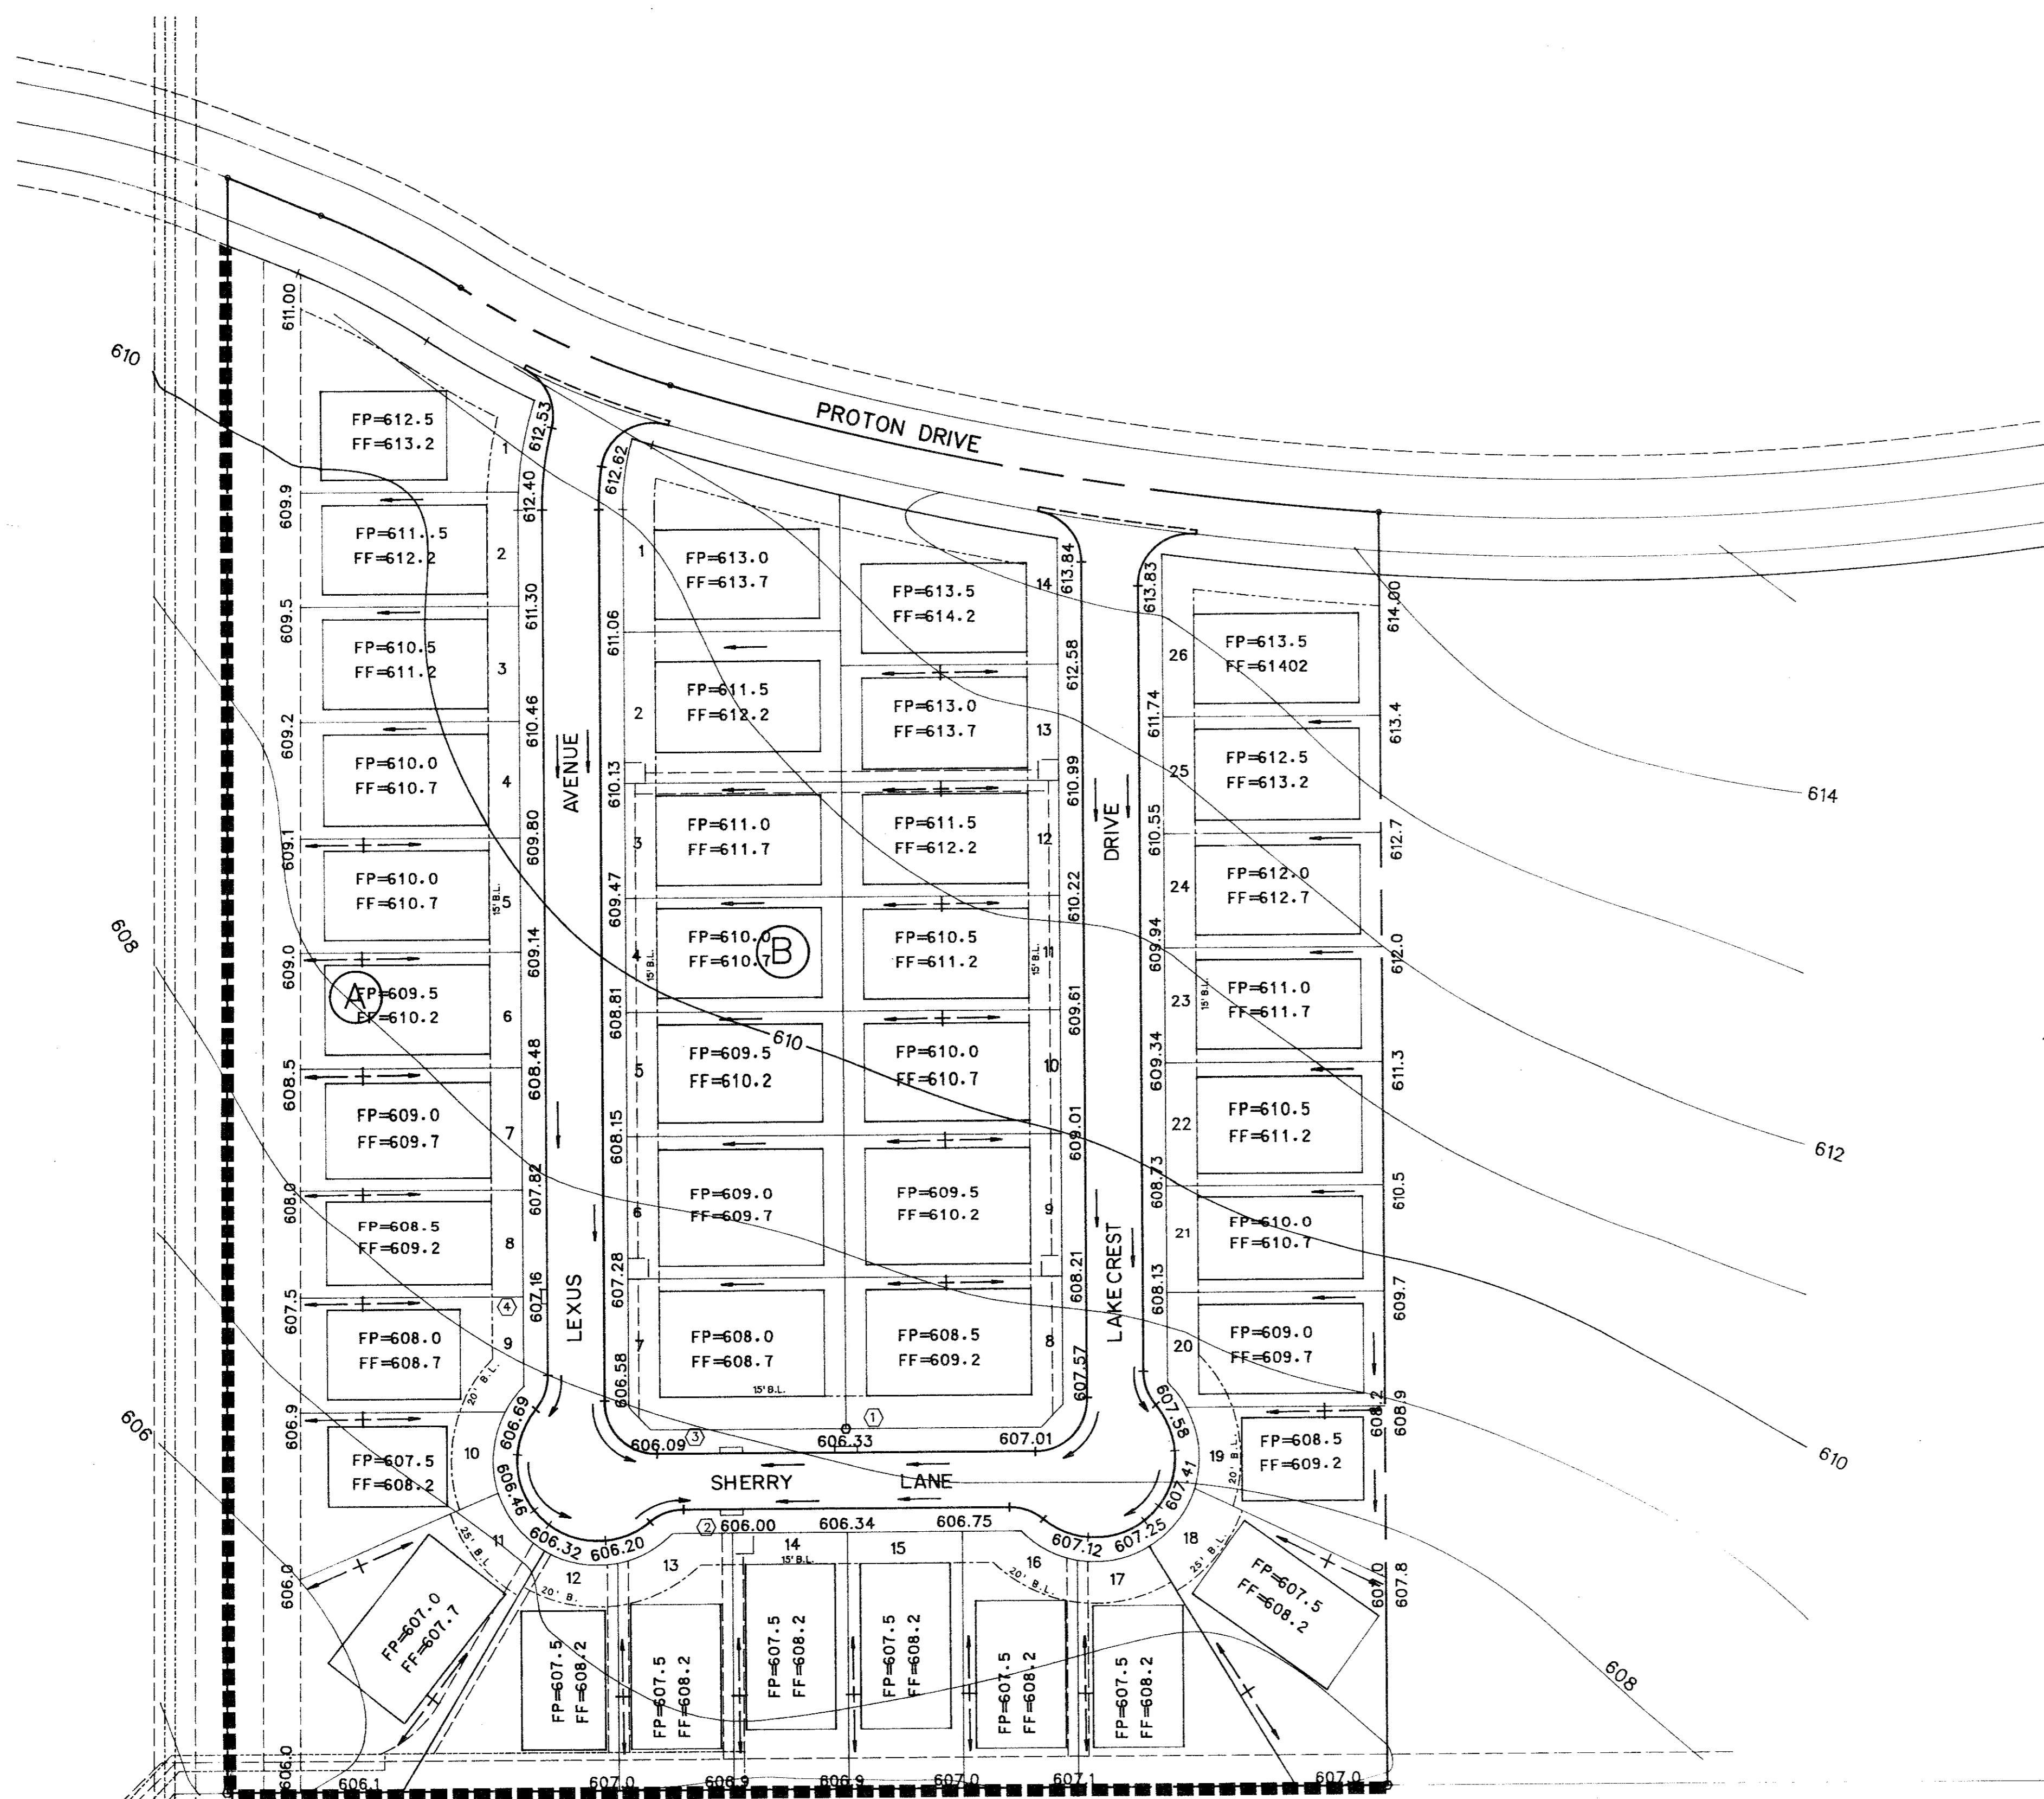 610
611.00
612.53
612.62
PROTON DRIVE
FP=612.5
FF=613.2
1
609.9
612.40
FP=611..5
FF=612.2
2
609.5
611.30
FP=610.5
FF=611.2
3
609.2
610.46
FP=610.0
FF=610.7
4
609.1
609.80
FP=610.0
FF=610.7
15' B.L.
5
609.0
609.14
A
FP=609.5
FF=610.2
6
608.5
608.48
FP=609.0
FF=609.7
7
608.0
607.82
FP=608.5
FF=609.2
8
607.5
607.16
4
FP=608.0
FF=608.7
9
20' B.L.
606.9
606.69
FP=607.5
FF=608.2
10
606.46
608
606
AVENUE
LEXUS
1
FP=613.0
FF=613.7
611.06
2
FP=611.5
FF=612.2
610.13
3
FP=611.0
FF=611.7
609.47
4
15' B.L.
FP=610.0
FF=610.7
B
608.81
610
5
FP=609.5
FF=610.2
608.15
6
FP=609.0
FF=609.7
607.28
7
FP=608.0
FF=608.7
606.58
15' B.L.
FP=613.5
FF=614.2
14
613.84
612.58
FP=613.0
FF=613.7
13
610.99
FP=611.5
FF=612.2
12
610.22
FP=610.5
FF=611.2
11
15' B.L.
609.61
FP=610.0
FF=610.7
10
609.01
FP=609.5
FF=610.2
9
608.21
FP=608.5
FF=609.2
8
607.57
DRIVE
LAKECREST
613.83
614.00
26
FP=613.5
FF=61402
611.74
613.4
25
FP=612.5
FF=613.2
610.55
612.7
614
24
FP=612.0
FF=612.7
609.94
612.0
23
15' B.L.
FP=611.0
FF=611.7
609.34
611.3
22
FP=610.5
FF=611.2
612
608.73
610.5
21
FP=610.0
FF=610.7
608.13
609.7
20
FP=609.0
FF=609.7
608.2
608.9
607.58
19
20' B.L.
FP=608.5
FF=609.2
610
607.41
1
3
606.09
606.33
607.01
SHERRY LANE
2
606.00
606.34
606.75
606.32
606.20
607.12
607.25
11
25' B.L.
12
20' B.
13
14
15' B.L.
15
16
20' B.L.
17
18
25' B.L.
606.0
607.0
607.8
FP=607.0
FF=607.7
FP=607.5
FF=608.2
FP=607.5
FF=608.2
FP=607.5
FF=608.2
FP=607.5
FF=608.2
FP=607.5
FF=608.2
FP=607.5
FF=608.2
FP=607.5
FF=608.2
608
606.0
606.1
607.0
606.9
606.9
607.0
607.1
607.0